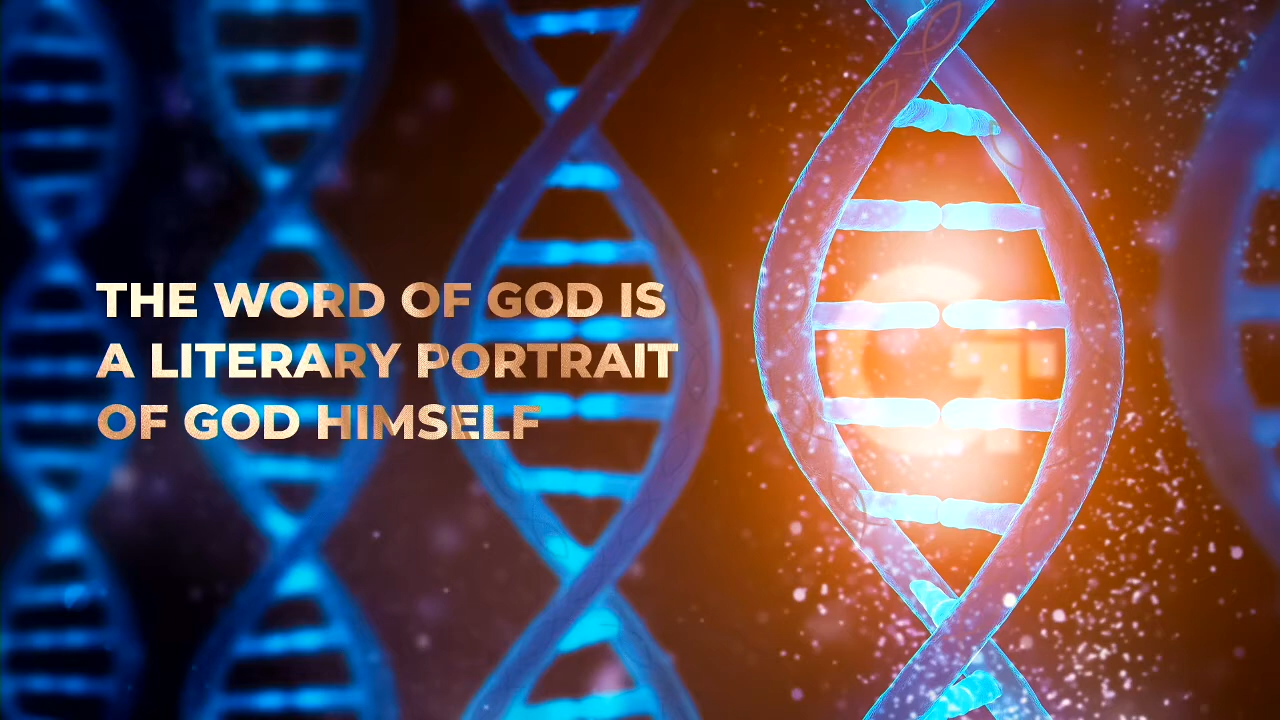 THE WORD OF GOD IS
A LITERARY PORTRAIT
OF GOD HIMSELF